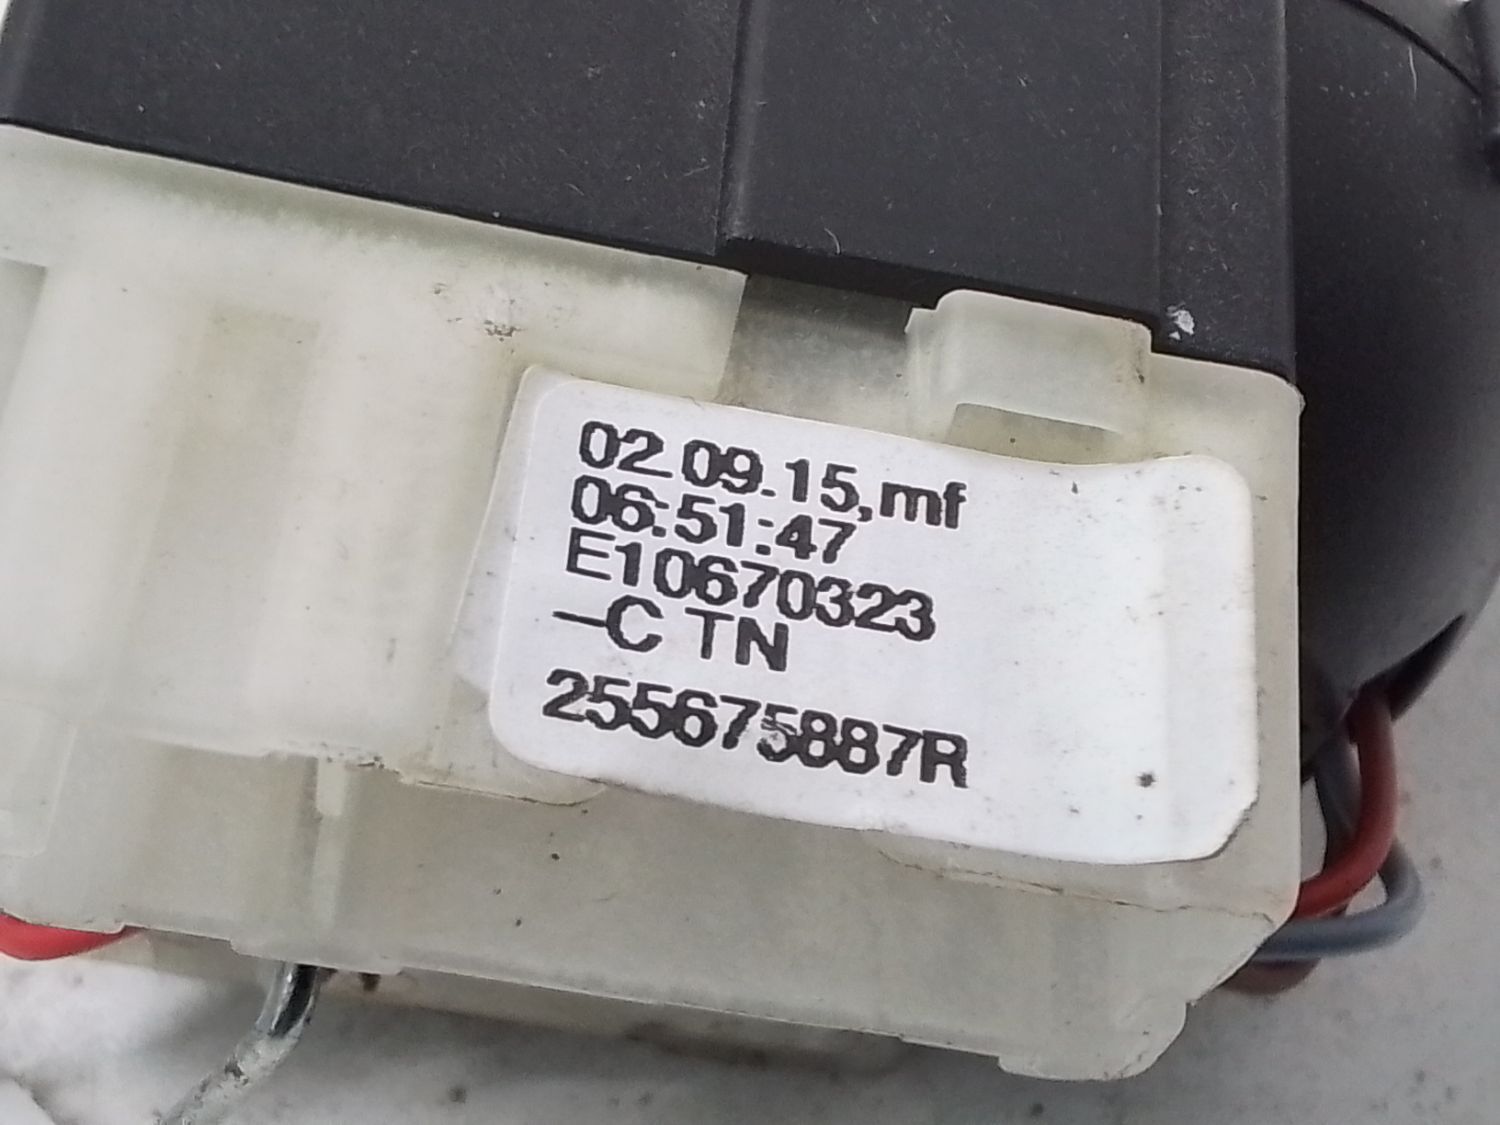 02.09.15,mf
06:51:47
E10670323
-C TN
255675887R